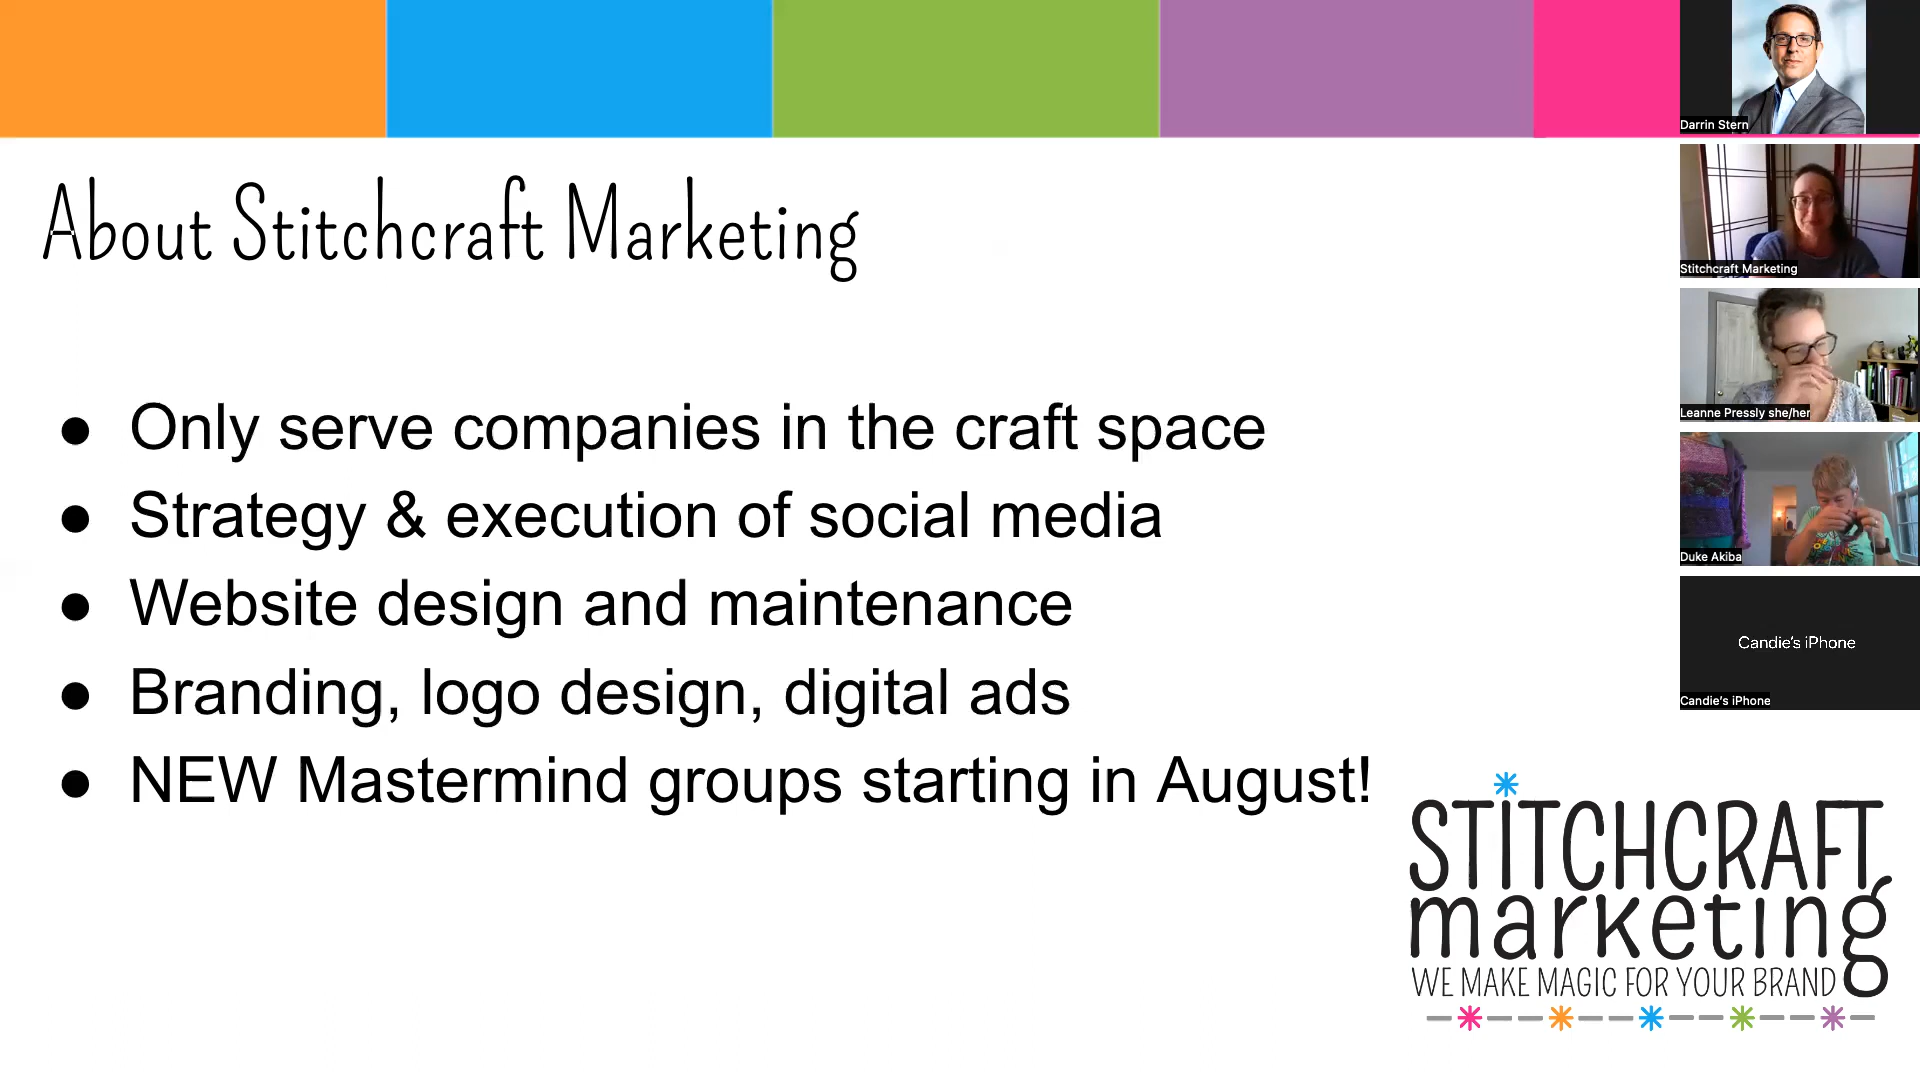 About Stitchcraft Marketing
● Only serve companies in the craft space
● Strategy & execution of social media
● Website design and maintenance
● Branding, logo design, digital ads
● NEW Mastermind groups starting in August!
STITCHCRAFT
marketing
WE MAKE MAGIC FOR YOUR BRAND
Darrin Stern
Stitchcraft Marketing
Leanne Pressly she/her
Duke Akiba
Candie's iPhone
Candie's iPhone